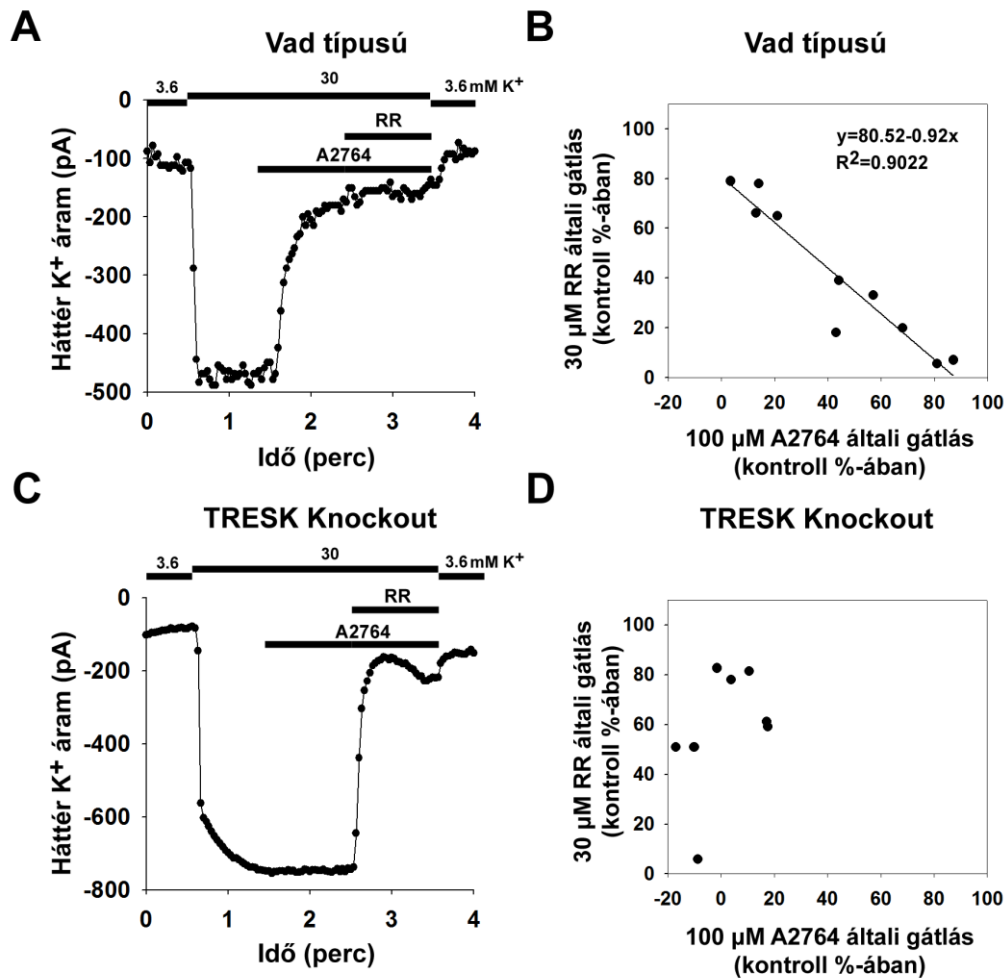 A
Vad típusú
3.6
30
3.6 mM K+
RR
A2764
0
-100
-200
-300
-400
-500
Háttér K+ áram (pA)
0
1
2
3
4
Idő (perc)
B
Vad típusú
y=80.52-0.92x
R2=0.9022
100
80
60
40
20
0
30 µM RR általi gátlás
(kontroll %-ában)
-20
0
20
40
60
80
100
100 µM A2764 általi gátlás
(kontroll %-ában)
C
TRESK Knockout
3.6
30
3.6 mM K+
RR
A2764
0
-200
-400
-600
-800
Háttér K+ áram (pA)
0
1
2
3
4
Idő (perc)
D
TRESK Knockout
100
80
60
40
20
0
30 µM RR általi gátlás
(kontroll %-ában)
-20
0
20
40
60
80
100
100 µM A2764 általi gátlás
(kontroll %-ában)